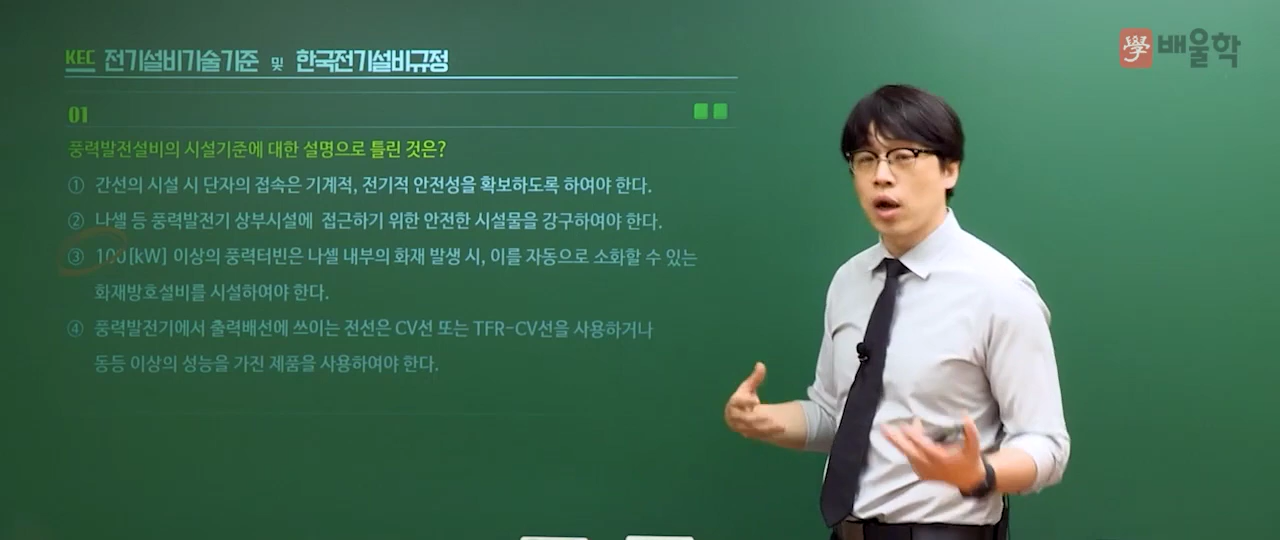 KEC 전기설비기술기준 및 한국전기설비규정
學 배울학
01
풍력발전설비의 시설기준에 대한 설명으로 틀린 것은?
① 간선의 시설 시 단자의 접속은 기계적, 전기적 안전성을 확보하도록 하여야 한다.
② 나셀 등 풍력발전기 상부시설에 접근하기 위한 안전한 시설물을 강구하여야 한다.
③ 100[kW] 이상의 풍력터빈은 나셀 내부의 화재 발생 시, 이를 자동으로 소화할 수 있는
화재방호설비를 시설하여야 한다.
④ 풍력발전기에서 출력배선에 쓰이는 전선은 CV선 또는 TFR-CV선을 사용하거나
동등 이상의 성능을 가진 제품을 사용하여야 한다.